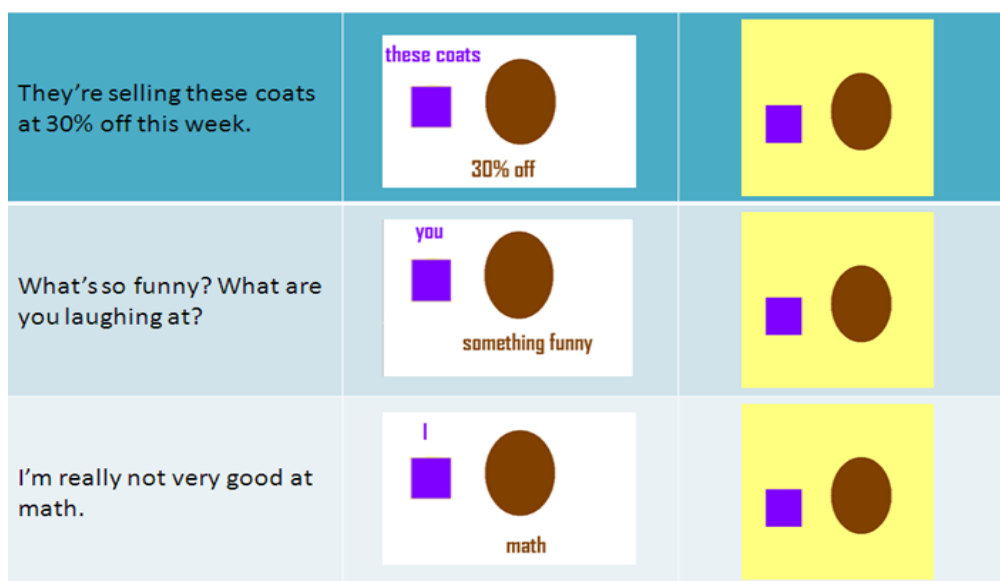 They're selling these coats
at 30% off this week.
these coats
30% off
What's so funny? What are
you laughing at?
you
something funny
I'm really not very good at
math.
I
math